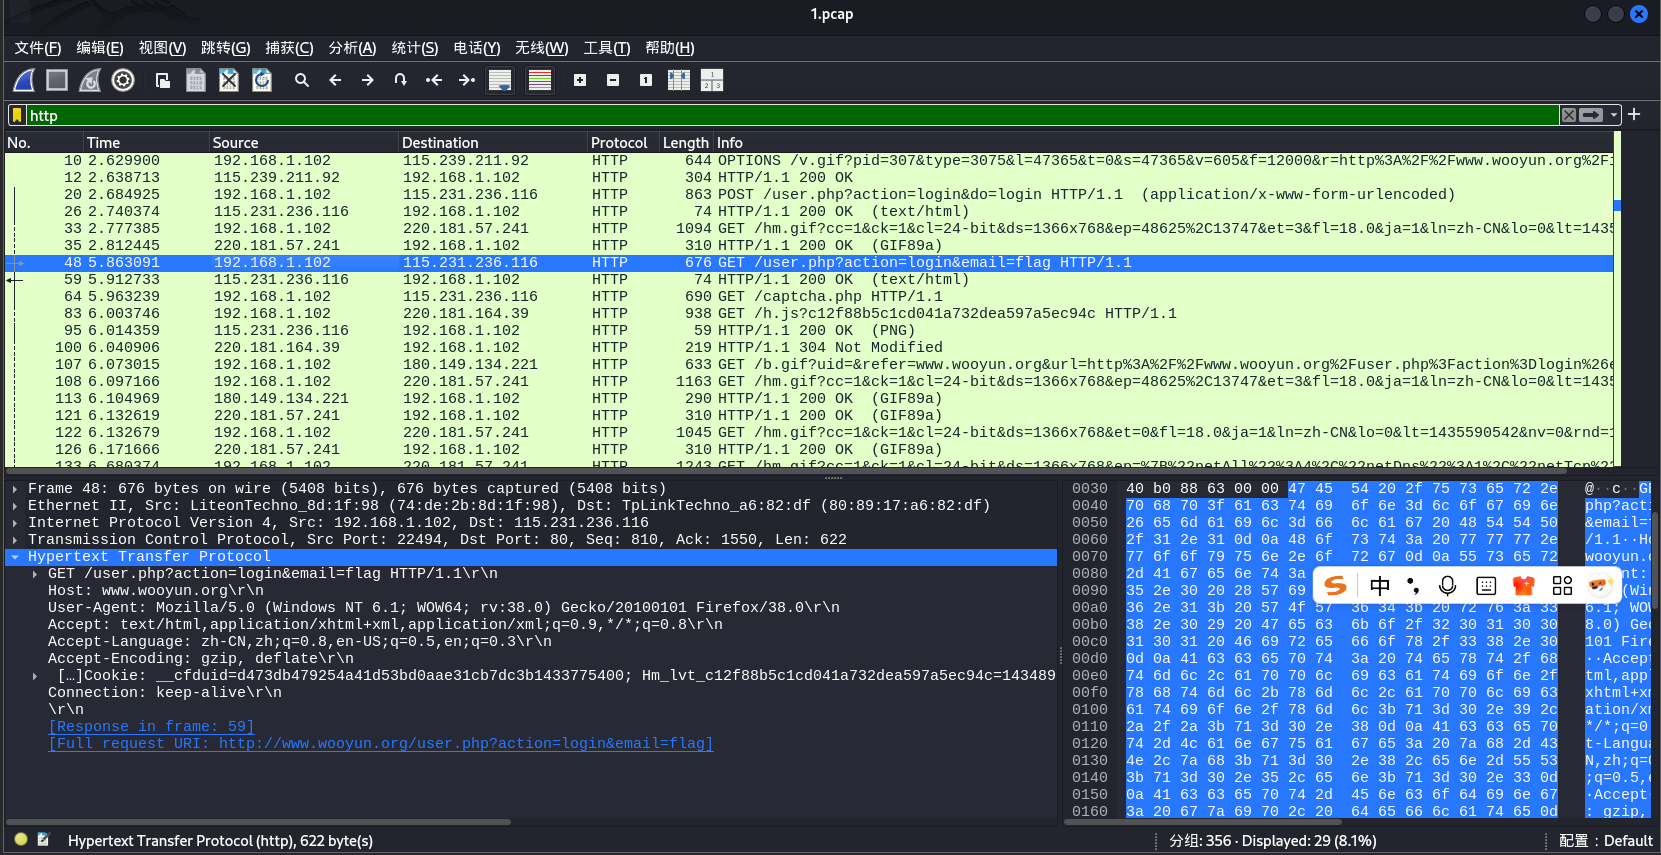 1.pcap
文件(F) 编辑(E) 视图(V) 跳转(G) 捕获(C) 分析(A) 统计(S) 电话(Y) 无线(W) 工具(T) 帮助(H)
http
No. Time Source Destination Protocol Length Info
10 2.629900 192.168.1.102 115.239.211.92 HTTP 644 OPTIONS /v.gif?pid=307&type=3075&l=47365&t=0&s=47365&v=605&f=12000&r=http%3A%2F%2Fwww.wooyun.org%2F
12 2.638713 115.239.211.92 192.168.1.102 HTTP 304 HTTP/1.1 200 OK
20 2.684925 192.168.1.102 115.231.236.116 HTTP 863 POST /user.php?action=login&do=login HTTP/1.1 (application/x-www-form-urlencoded)
26 2.740374 115.231.236.116 192.168.1.102 HTTP 74 HTTP/1.1 200 OK (text/html)
33 2.777385 192.168.1.102 220.181.57.241 HTTP 1094 GET /hm.gif?cc=1&ck=1&cl=24-bit&ds=1366x768&ep=48625%2C13747&et=3&fl=18.0&ja=1&ln=zh-CN&lo=0&lt=1435
35 2.812445 220.181.57.241 192.168.1.102 HTTP 310 HTTP/1.1 200 OK (GIF89a)
48 5.863091 192.168.1.102 115.231.236.116 HTTP 676 GET /user.php?action=login&email=flag HTTP/1.1
59 5.912733 115.231.236.116 192.168.1.102 HTTP 74 HTTP/1.1 200 OK (text/html)
64 5.963239 192.168.1.102 115.231.236.116 HTTP 690 GET /captcha.php HTTP/1.1
83 6.003746 192.168.1.102 220.181.164.39 HTTP 938 GET /h.js?c12f88b5c1cd041a732dea597a5ec94c HTTP/1.1
95 6.014359 115.231.236.116 192.168.1.102 HTTP 59 HTTP/1.1 200 OK (PNG)
100 6.040906 220.181.164.39 192.168.1.102 HTTP 219 HTTP/1.1 304 Not Modified
107 6.073015 192.168.1.102 180.149.134.221 HTTP 633 GET /b.gif?uid=&refer=www.wooyun.org&url=http%3A%2F%2Fwww.wooyun.org%2Fuser.php%3Faction%3Dlogin%26e
108 6.097166 192.168.1.102 220.181.57.241 HTTP 1163 GET /hm.gif?cc=1&ck=1&cl=24-bit&ds=1366x768&ep=48625%2C13747&et=3&fl=18.0&ja=1&ln=zh-CN&lo=0&lt=1435
113 6.104969 180.149.134.221 192.168.1.102 HTTP 290 HTTP/1.1 200 OK (GIF89a)
121 6.132619 220.181.57.241 192.168.1.102 HTTP 310 HTTP/1.1 200 OK (GIF89a)
122 6.132679 192.168.1.102 220.181.57.241 HTTP 1045 GET /hm.gif?cc=1&ck=1&cl=24-bit&ds=1366x768&et=0&fl=18.0&ja=1&ln=zh-CN&lo=0&lt=1435590542&nv=0&rnd=1
126 6.171666 220.181.57.241 192.168.1.102 HTTP 310 HTTP/1.1 200 OK (GIF89a)
133 6.680374 192.168.1.102 220.181.57.241 HTTP 1243 GET /hm.gif?cc=1&ck=1&cl=24-bit&ds=1366x768&ep=%7B%22netAll%22%3A4%2C%22netDns%22%3A1%2C%22netTcp%22
Frame 48: 676 bytes on wire (5408 bits), 676 bytes captured (5408 bits)
Ethernet II, Src: LiteonTechno_8d:1f:98 (74:de:2b:8d:1f:98), Dst: TpLinkTechno_a6:82:df (80:89:17:a6:82:df)
Internet Protocol Version 4, Src: 192.168.1.102, Dst: 115.231.236.116
Transmission Control Protocol, Src Port: 22494, Dst Port: 80, Seq: 810, Ack: 1550, Len: 622
Hypertext Transfer Protocol
GET /user.php?action=login&email=flag HTTP/1.1\r\n
Host: www.wooyun.org\r\n
User-Agent: Mozilla/5.0 (Windows NT 6.1; WOW64; rv:38.0) Gecko/20100101 Firefox/38.0\r\n
Accept: text/html,application/xhtml+xml,application/xml;q=0.9,*/*;q=0.8\r\n
Accept-Language: zh-CN,zh;q=0.8,en-US;q=0.5,en;q=0.3\r\n
Accept-Encoding: gzip, deflate\r\n
[…]Cookie: __cfduid=d473db479254a41d53bd0aae31cb7dc3b1433775400; Hm_lvt_c12f88b5c1cd041a732dea597a5ec94c=143489
Connection: keep-alive\r\n
\r\n
[Response in frame: 59]
[Full request URI: http://www.wooyun.org/user.php?action=login&email=flag]
0030 40 b0 88 63 00 00 47 45 54 20 2f 75 73 65 72 2e @··c··GE
0040 70 68 70 3f 61 63 74 69 6f 6e 3d 6c 6f 67 69 6e php?acti
0050 26 65 6d 61 69 6c 3d 66 6c 61 67 20 48 54 54 50 &email=f
0060 2f 31 2e 31 0d 0a 48 6f 73 74 3a 20 77 77 77 2e /1.1··Ho
0070 77 6f 6f 79 75 6e 2e 6f 72 67 0d 0a 55 73 65 72 wooyun.o
0080 2d 41 67 65 6e 74 3a
0090 35 2e 30 20 28 57 69
00a0 36 2e 31 3b 20 57 4f 57 36 34 3b 20 72 76 3a 33 6.1; WOW
00b0 38 2e 30 29 20 47 65 63 6b 6f 2f 32 30 31 30 30 8.0) Gec
00c0 31 30 31 20 46 69 72 65 66 6f 78 2f 33 38 2e 30 101 Fire
00d0 0d 0a 41 63 63 65 70 74 3a 20 74 65 78 74 2f 68 ··Accept
00e0 74 6d 6c 2c 61 70 70 6c 69 63 61 74 69 6f 6e 2f tml,app
00f0 78 68 74 6d 6c 2b 78 6d 6c 2c 61 70 70 6c 69 63 xhtml+xm
0100 61 74 69 6f 6e 2f 78 6d 6c 3b 71 3d 30 2e 39 2c ation/xm
0110 2a 2f 2a 3b 71 3d 30 2e 38 0d 0a 41 63 63 65 70 */*;q=0
0120 74 2d 4c 61 6e 67 75 61 67 65 3a 20 7a 68 2d 43 t-Langua
0130 4e 2c 7a 68 3b 71 3d 30 2e 38 2c 65 6e 2d 55 53 N,zh;q=0
0140 3b 71 3d 30 2e 35 2c 65 6e 3b 71 3d 30 2e 33 0d ;q=0.5,e
0150 0a 41 63 63 65 70 74 2d 45 6e 63 6f 64 69 6e 67 ·Accept-
0160 3a 20 67 7a 69 70 2c 20 64 65 66 6c 61 74 65 0d : gzip,
中
Hypertext Transfer Protocol (http), 622 byte(s)
分组: 356 · Displayed: 29 (8.1%)
配置：Default